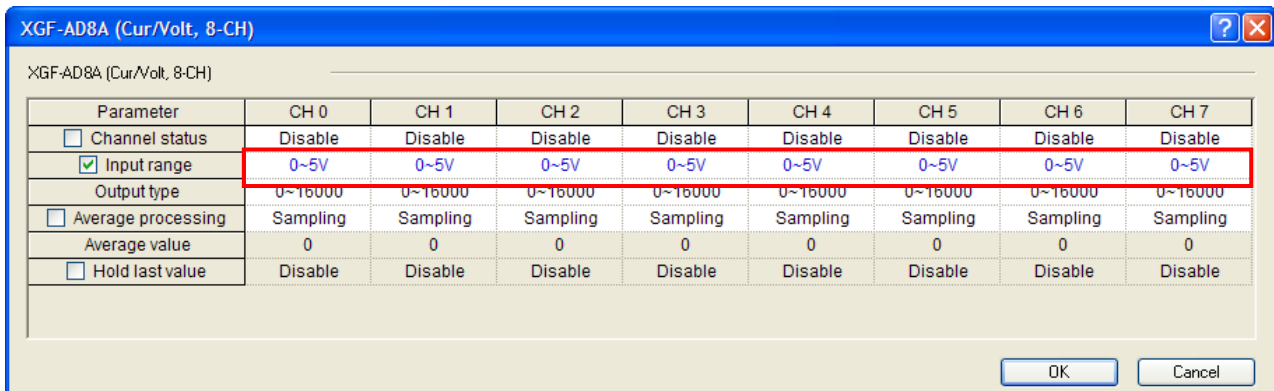 XGF-AD8A (Cur/Volt, 8-CH)
XGF-AD8A (Cur/Volt, 8-CH)
Parameter CH 0 CH 1 CH 2 CH 3 CH 4 CH 5 CH 6 CH 7
Channel status Disable Disable Disable Disable Disable Disable Disable Disable
Input range 0~5V 0~5V 0~5V 0~5V 0~5V 0~5V 0~5V 0~5V
Output type 0~16000 0~16000 0~16000 0~16000 0~16000 0~16000 0~16000 0~16000
Average processing Sampling Sampling Sampling Sampling Sampling Sampling Sampling Sampling
Average value 0 0 0 0 0 0 0 0
Hold last value Disable Disable Disable Disable Disable Disable Disable Disable
OK Cancel